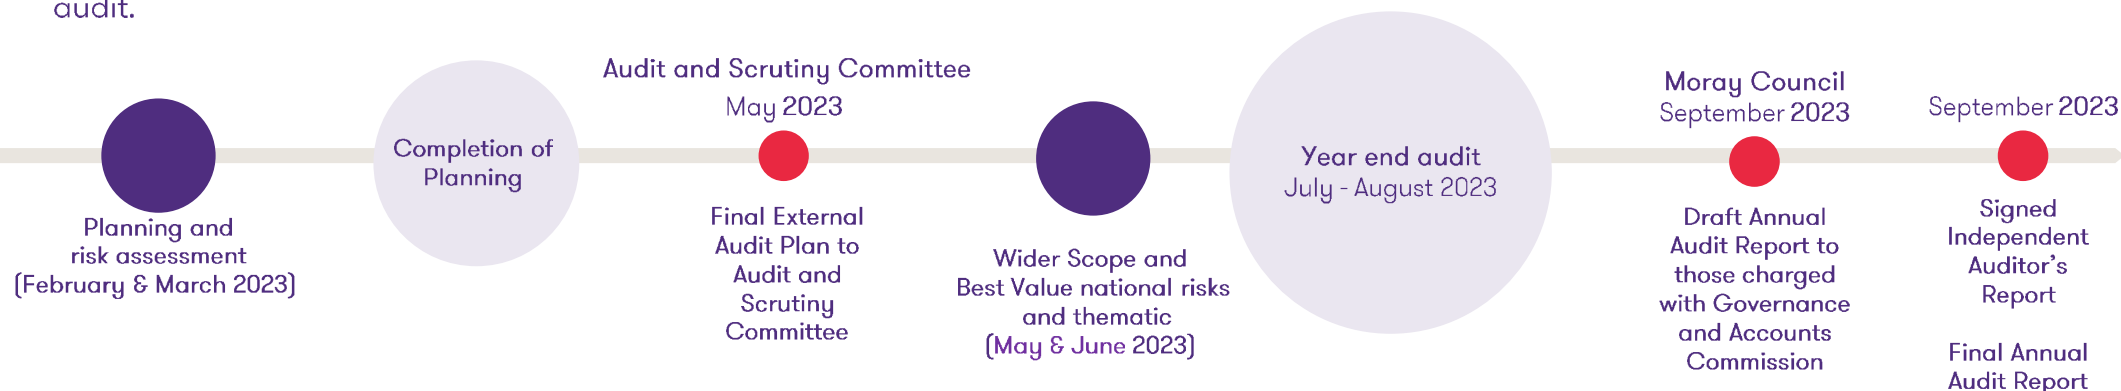 audit.
Planning and
risk assessment
(February & March 2023)
Completion of
Planning
Audit and Scrutiny Committee
May 2023
Final External
Audit Plan to
Audit and
Scrutiny
Committee
Wider Scope and
Best Value national risks
and thematic
(May & June 2023)
Year end audit
July - August 2023
Moray Council
September 2023
Draft Annual
Audit Report to
those charged
with Governance
and Accounts
Commission
September 2023
Signed
Independent
Auditor's
Report
Final Annual
Audit Report